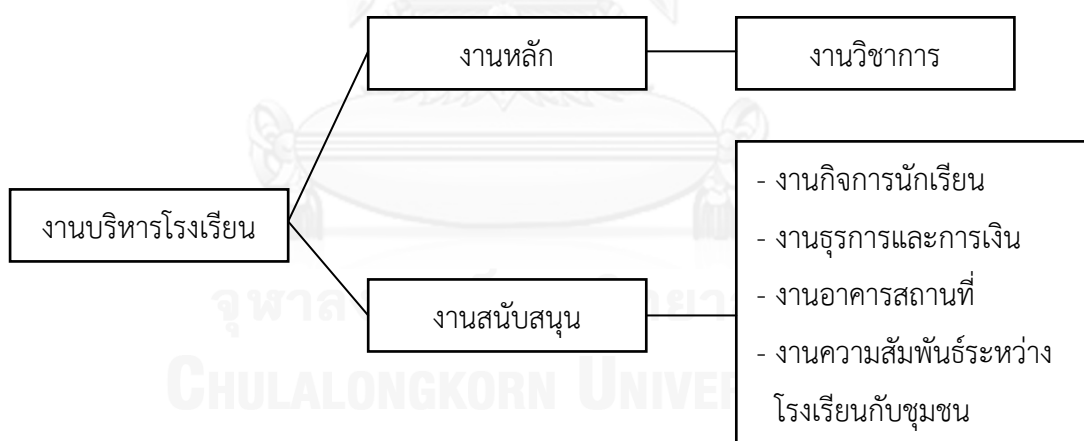 งานหลัก
งานวิชาการ
งานบริหารโรงเรียน
งานสนับสนุน
- งานกิจการนักเรียน
- งานธุรการและการเงิน
- งานอาคารสถานที่
- งานความสัมพันธ์ระหว่าง
โรงเรียนกับชุมชน
CHULALONGKORN